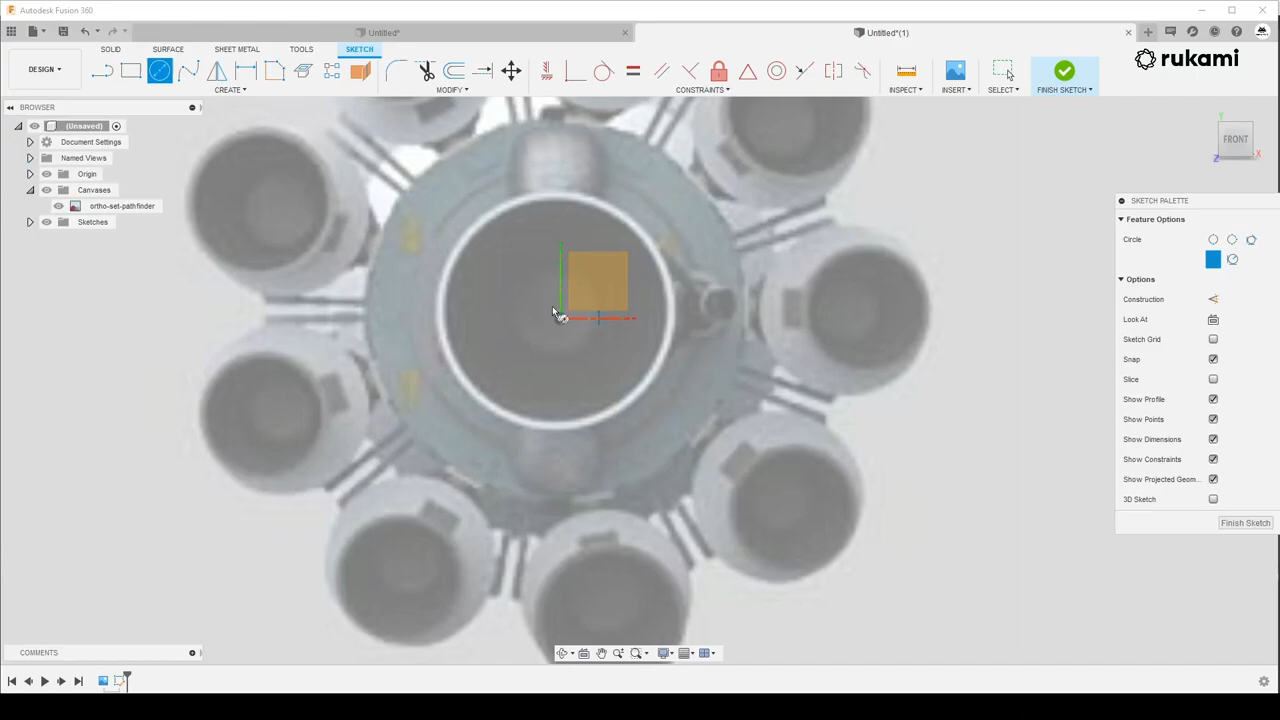 Autodesk Fusion 360
Untitled*
Untitled*(1)
SOLID SURFACE SHEET METAL TOOLS SKETCH
rukami
DESIGN
CREATE MODIFY CONSTRAINTS INSPECT INSERT SELECT FINISH SKETCH
BROWSER
(Unsaved)
Document Settings
Named Views
Origin
Canvases
ortho-set-pathfinder
Sketches
Y
FRONT
X
Z
SKETCH PALETTE
Feature Options
Circle
Options
Construction
Look At
Sketch Grid
Snap
Slice
Show Profile
Show Points
Show Dimensions
Show Constraints
Show Projected Geom...
3D Sketch
Finish Sketch
COMMENTS